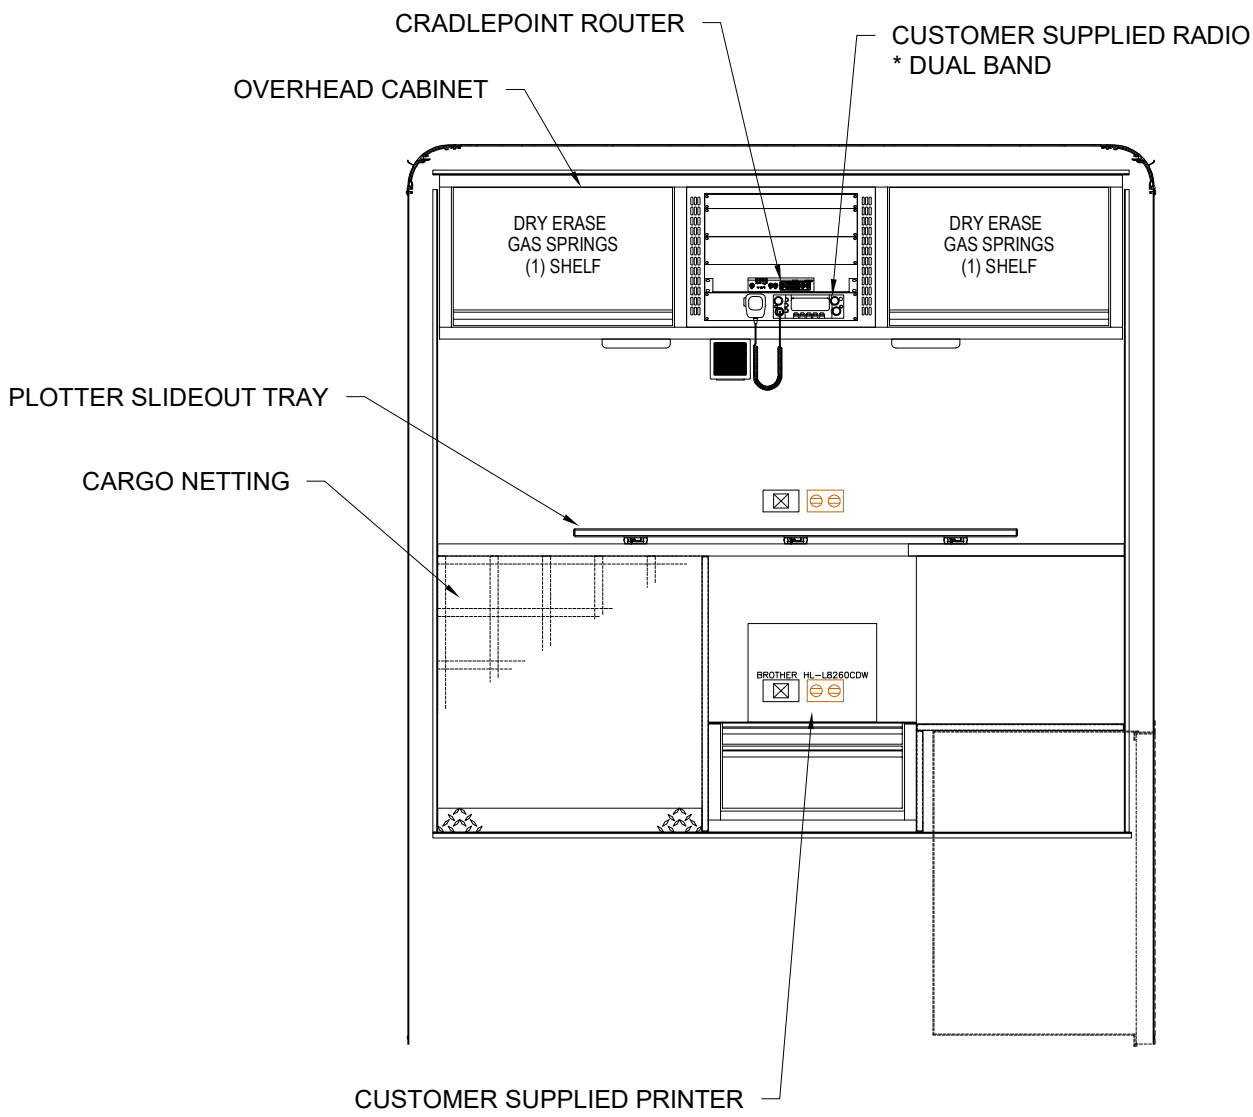 CRADLEPOINT ROUTER
CUSTOMER SUPPLIED RADIO
* DUAL BAND
OVERHEAD CABINET
DRY ERASE
GAS SPRINGS
(1) SHELF
DRY ERASE
GAS SPRINGS
(1) SHELF
PLOTTER SLIDEOUT TRAY
CARGO NETTING
BROTHER HL-L8260CDW
CUSTOMER SUPPLIED PRINTER